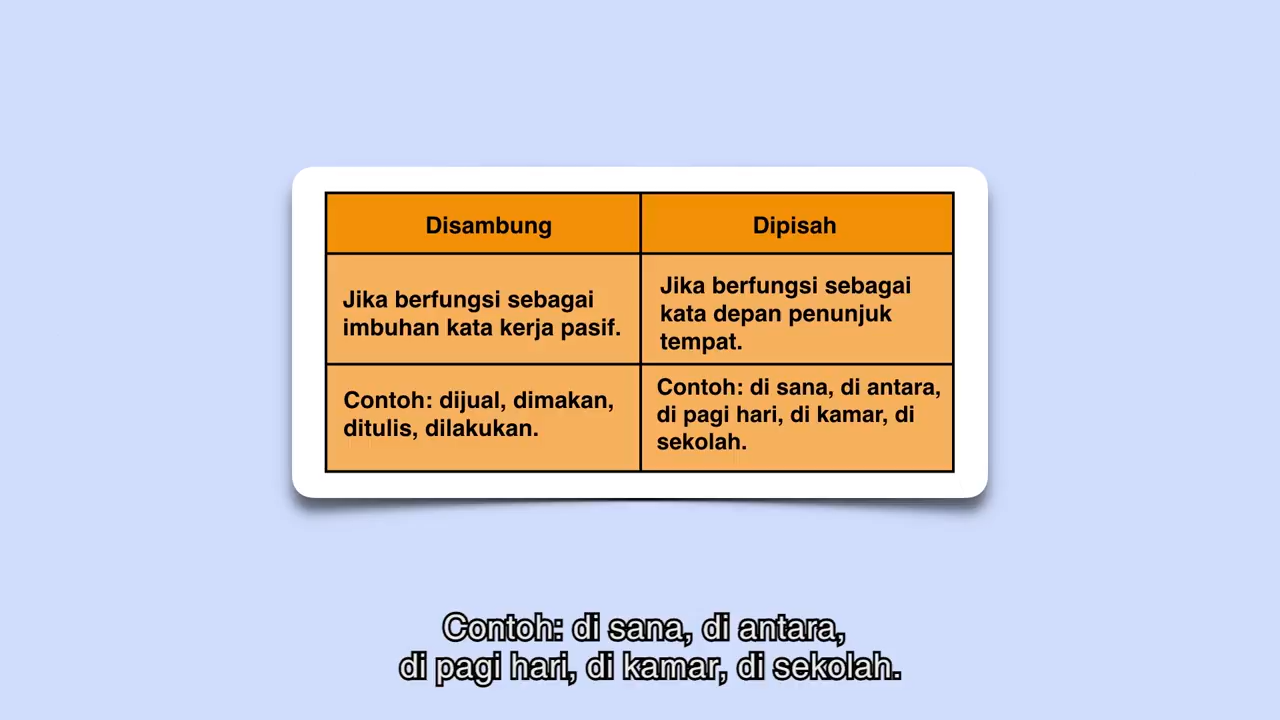 Disambung
Dipisah
Jika berfungsi sebagai
imbuhan kata kerja pasif.
Jika berfungsi sebagai
kata depan penunjuk
tempat.
Contoh: dijual, dimakan,
ditulis, dilakukan.
Contoh: di sana, di antara,
di pagi hari, di kamar, di
sekolah.
Contoh: di sana, di antara,
di pagi hari, di kamar, di sekolah.